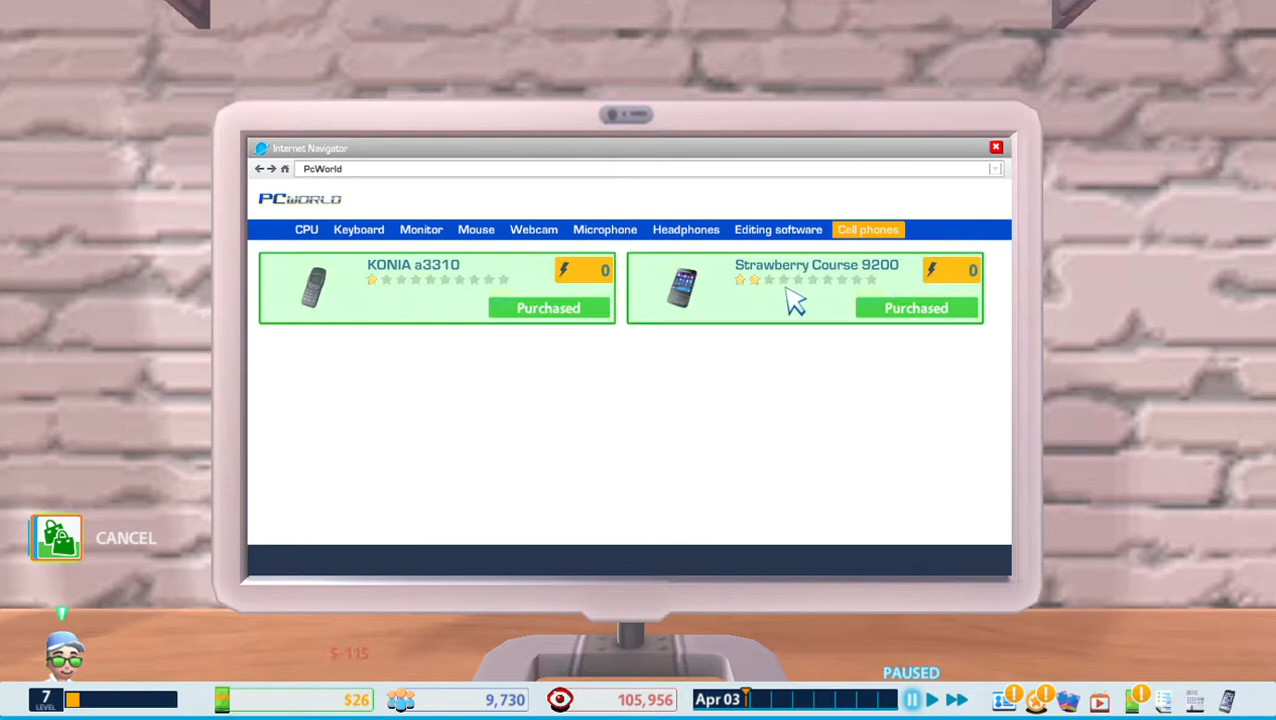 Internet Navigator
PcWorld
PCWORLD
CPU Keyboard Monitor Mouse Webcam Microphone Headphones Editing software Cell phones
KONIA a3310 0
Purchased
Strawberry Course 9200 0
Purchased
CANCEL
$-115
PAUSED
7 LEVEL $26 9,730 105,956 Apr 03